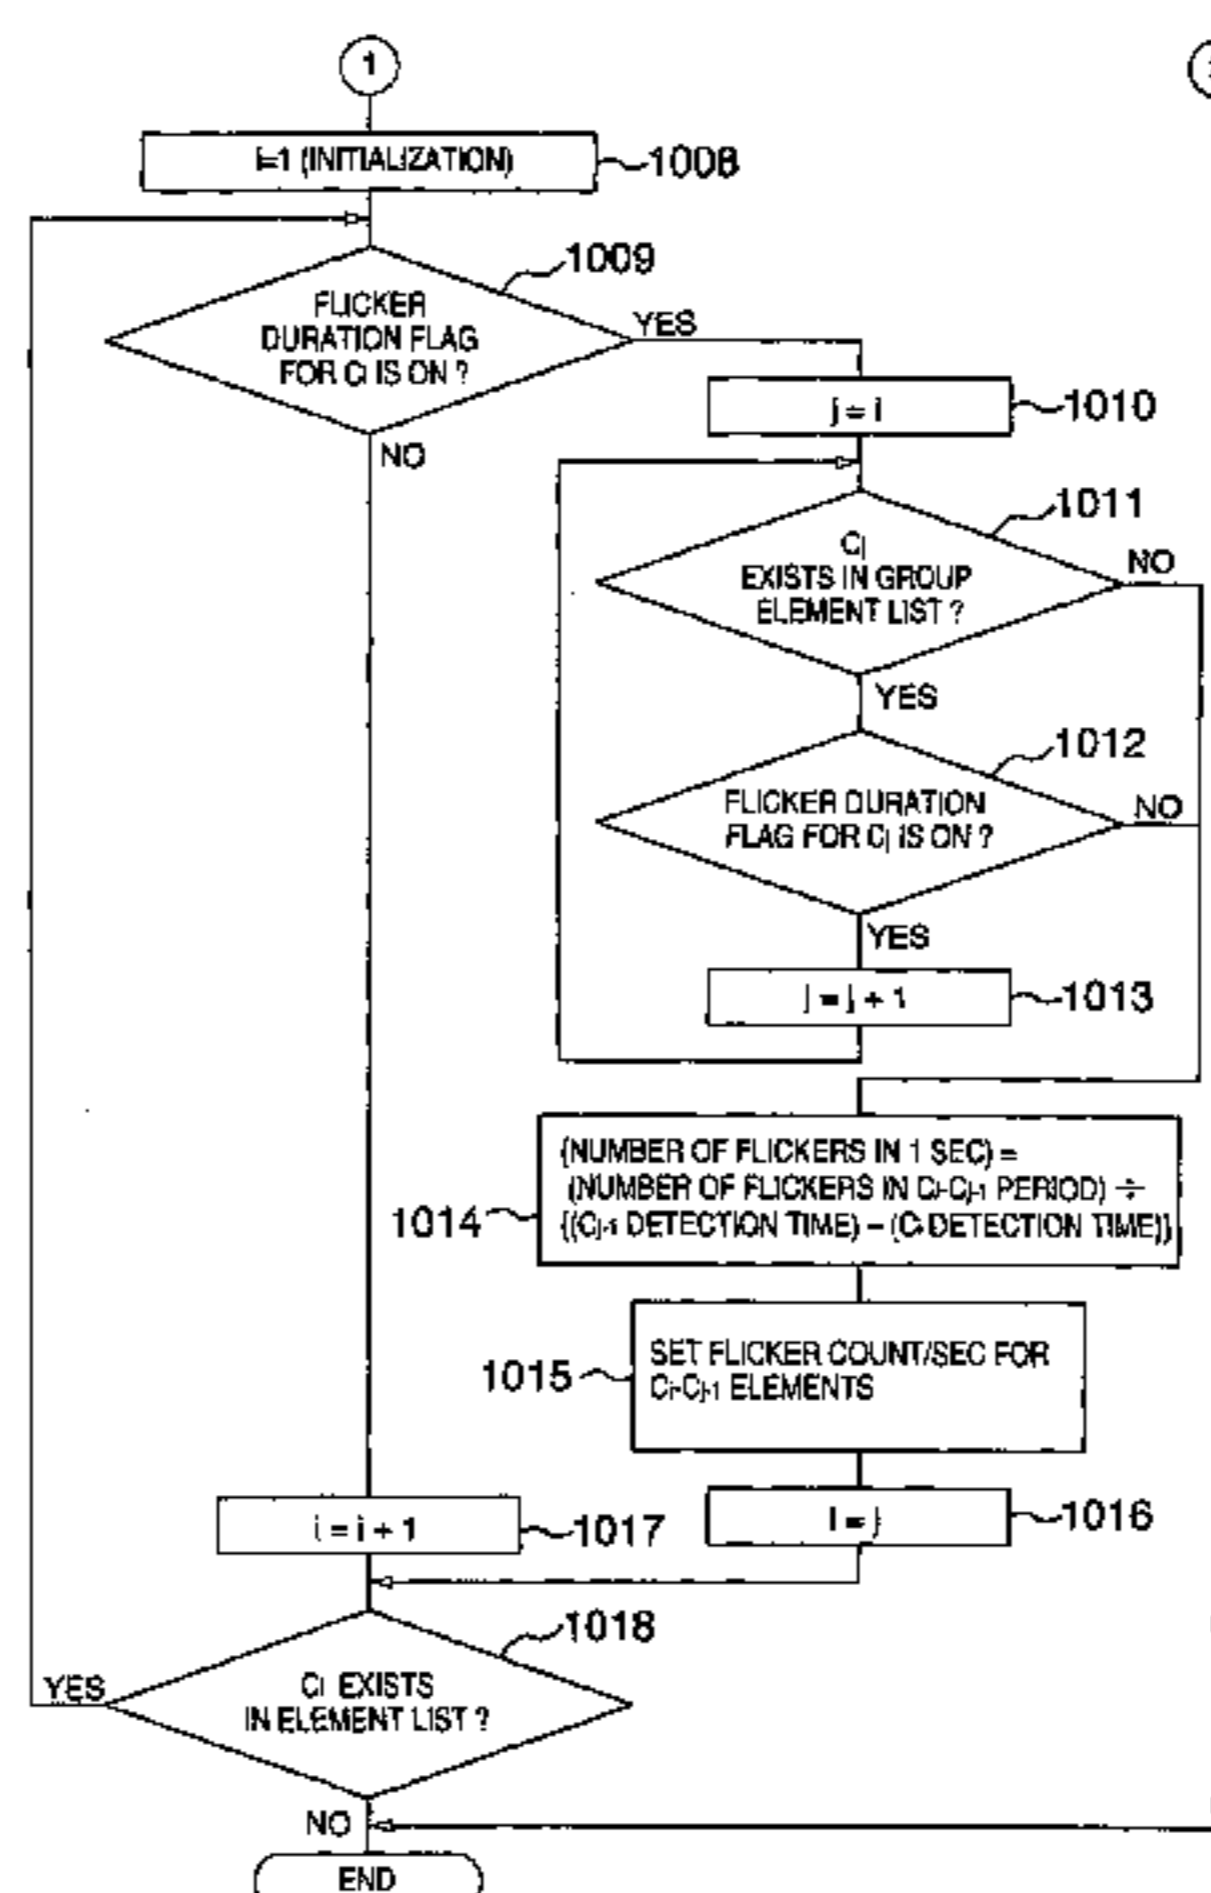 1
i=1 (INITIALIZATION)
1008
1009
FLICKER
DURATION FLAG
FOR Ci IS ON ?
YES
NO
j = i
1010
1011
Cj
EXISTS IN GROUP
ELEMENT LIST ?
NO
YES
1012
FLICKER DURATION
FLAG FOR Cj IS ON ?
NO
YES
j = j + 1
1013
(NUMBER OF FLICKERS IN 1 SEC) =
(NUMBER OF FLICKERS IN Ci-Cj-1 PERIOD) ÷
{(Cj-1 DETECTION TIME) – (Ci DETECTION TIME)}
1014
SET FLICKER COUNT/SEC FOR
Ci-Cj-1 ELEMENTS
1015
i = i + 1
1017
i = j
1016
1018
Ci EXISTS
IN ELEMENT LIST ?
YES
NO
END